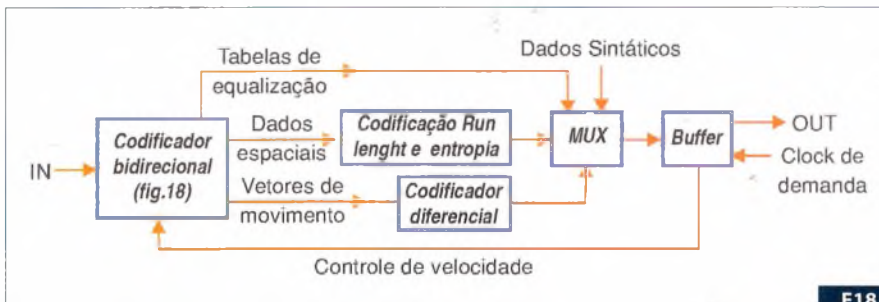 Tabelas de
equalização
Dados Sintáticos
IN
Codificador
bidirecional
(fig.18)
Dados
espaciais
Codificação Run
lenght e entropia
MUX
Buffer
OUT
Clock de
demanda
Vetores de
movimento
Codificador
diferencial
Controle de velocidade
F18